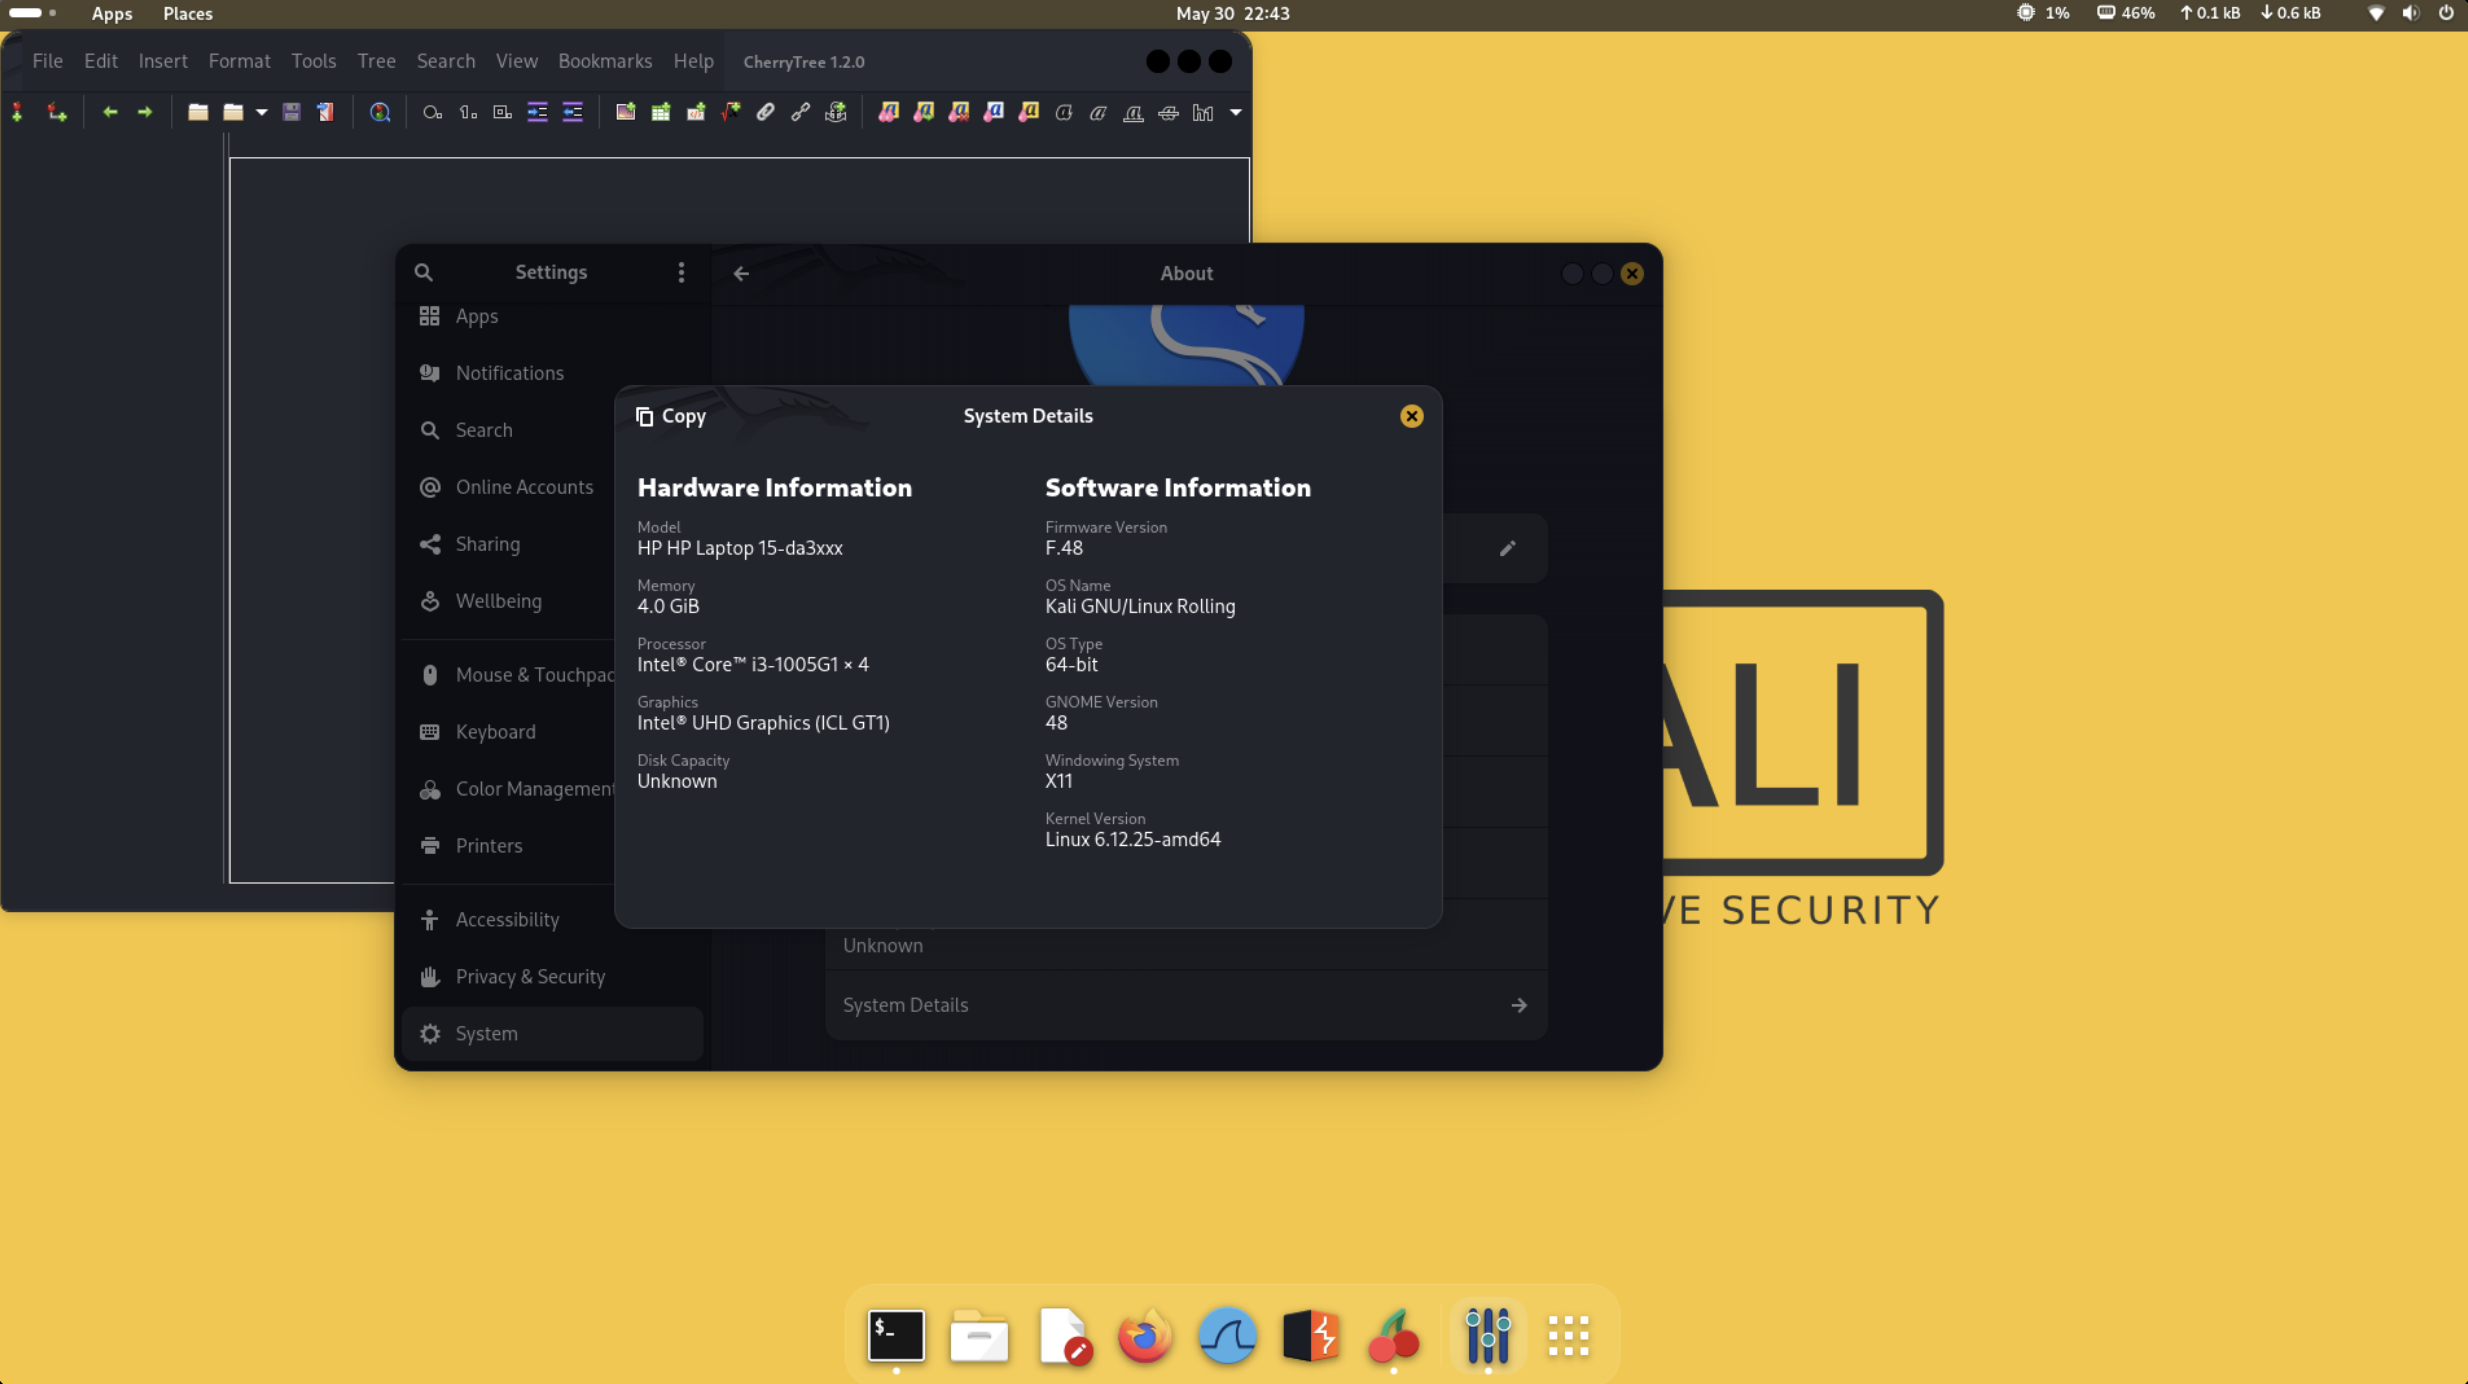 Apps Places May 30 22:43 1% 46% 0.1 kB 0.6 kB
File Edit Insert Format Tools Tree Search View Bookmarks Help CherryTree 1.2.0
Settings
About
Apps
Notifications
Search
Online Accounts
Sharing
Wellbeing
Mouse & Touchpad
Keyboard
Color Management
Printers
Accessibility
Privacy & Security
System
Copy
System Details
Hardware Information
Model
HP HP Laptop 15-da3xxx
Memory
4.0 GiB
Processor
Intel® Core™ i3-1005G1 × 4
Graphics
Intel® UHD Graphics (ICL GT1)
Disk Capacity
Unknown
Software Information
Firmware Version
F.48
OS Name
Kali GNU/Linux Rolling
OS Type
64-bit
GNOME Version
48
Windowing System
X11
Kernel Version
Linux 6.12.25-amd64
Unknown
System Details
ALI
VE SECURITY
$_